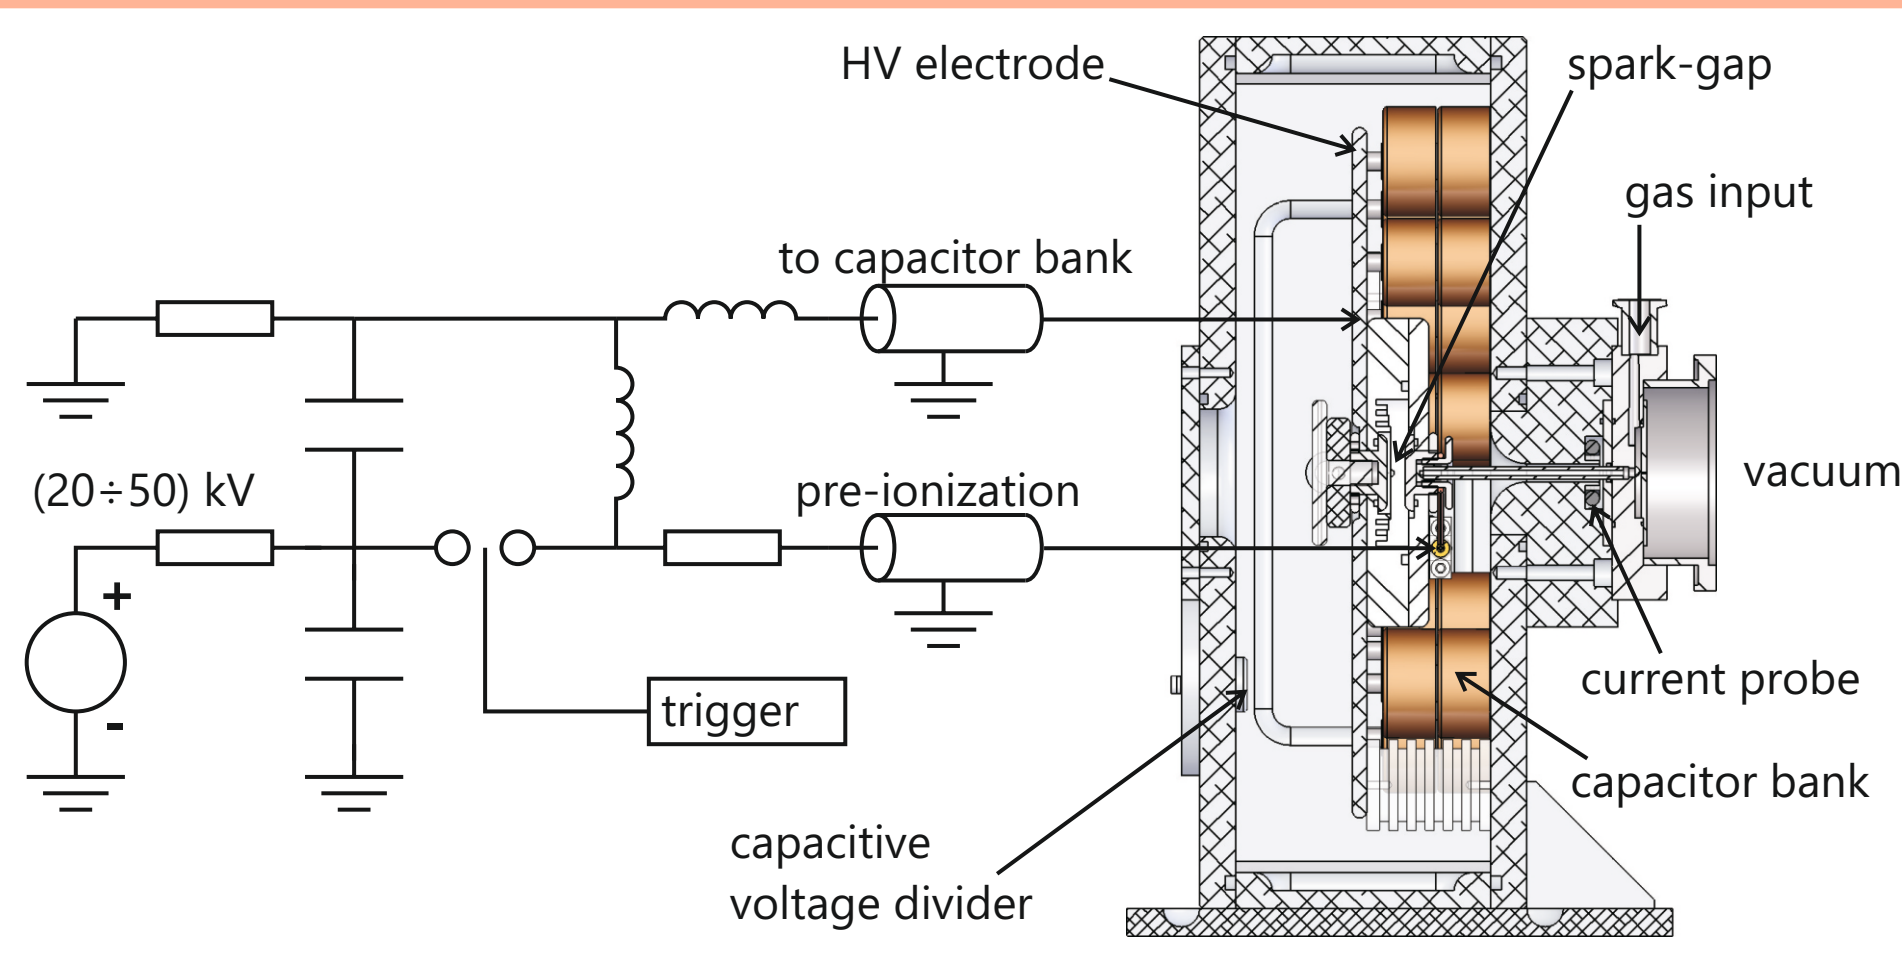 HV electrode
spark-gap
gas input
to capacitor bank
(20÷50) kV
pre-ionization
vacuum
+
-
trigger
current probe
capacitor bank
capacitive
voltage divider